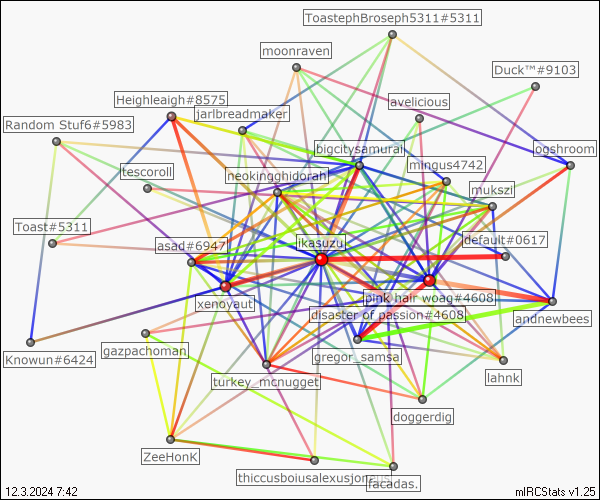 ToastephBroseph5311#5311
moonraven
Duck™#9103
Heighleaigh#8575
avelicious
jarlbreadmaker
Random Stuf6#5983
bigcitysamurai
ogshroom
mingus4742
tescoroll
neokingghidorah
mukszi
Toast#5311
ikasuzu
default#0617
asad#6947
xenoyaut
pink hair woag#4608
disaster of passion#4608
andnewbees
gazpachoman
gregor_samsa
Knowun#6424
lahnk
turkey_mcnugget
doggerdig
ZeeHonK
thiccusboiusalexusjoneus
facadas.
12.3.2024 7:42
mIRCStats v1.25